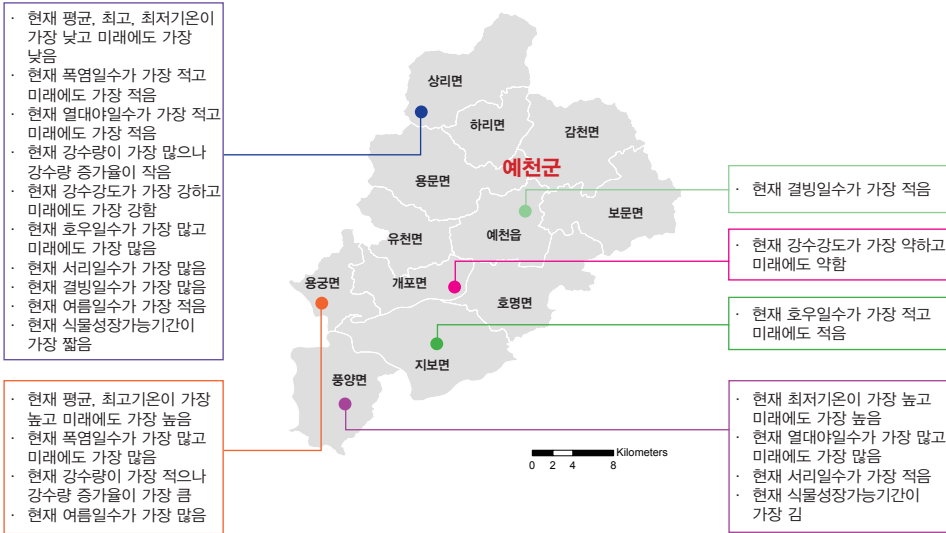 · 현재 평균, 최고, 최저기온이
가장 낮고 미래에도 가장
낮음
· 현재 폭염일수가 가장 적고
미래에도 가장 적음
· 현재 열대야일수가 가장 적고
미래에도 가장 적음
· 현재 강수량이 가장 많으나
강수량 증가율이 작음
· 현재 강수강도가 가장 강하고
미래에도 가장 강함
· 현재 호우일수가 가장 많고
미래에도 가장 많음
· 현재 서리일수가 가장 많음
· 현재 결빙일수가 가장 많음
· 현재 여름일수가 가장 적음
· 현재 식물성장가능기간이
가장 짧음
· 현재 평균, 최고기온이 가장
높고 미래에도 가장 높음
· 현재 폭염일수가 가장 많고
미래에도 가장 많음
· 현재 강수량이 가장 적으나
강수량 증가율이 가장 큼
· 현재 여름일수가 가장 많음
상리면
하리면
감천면
예천군
용문면
보문면
유천면
예천읍
용궁면
개포면
호명면
지보면
풍양면
Kilometers
0 2 4 8
· 현재 결빙일수가 가장 적음
· 현재 강수강도가 가장 약하고
미래에도 약함
· 현재 호우일수가 가장 적고
미래에도 적음
· 현재 최저기온이 가장 높고
미래에도 가장 높음
· 현재 열대야일수가 가장 많고
미래에도 가장 많음
· 현재 서리일수가 가장 적음
· 현재 식물성장가능기간이
가장 김